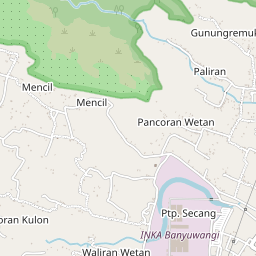 Gunungremuk
Paliran
Mencil
Mencil
Pancoran Wetan
Ptp. Secang
oran Kulon
INKA Banyuwangi
Waliran Wetan